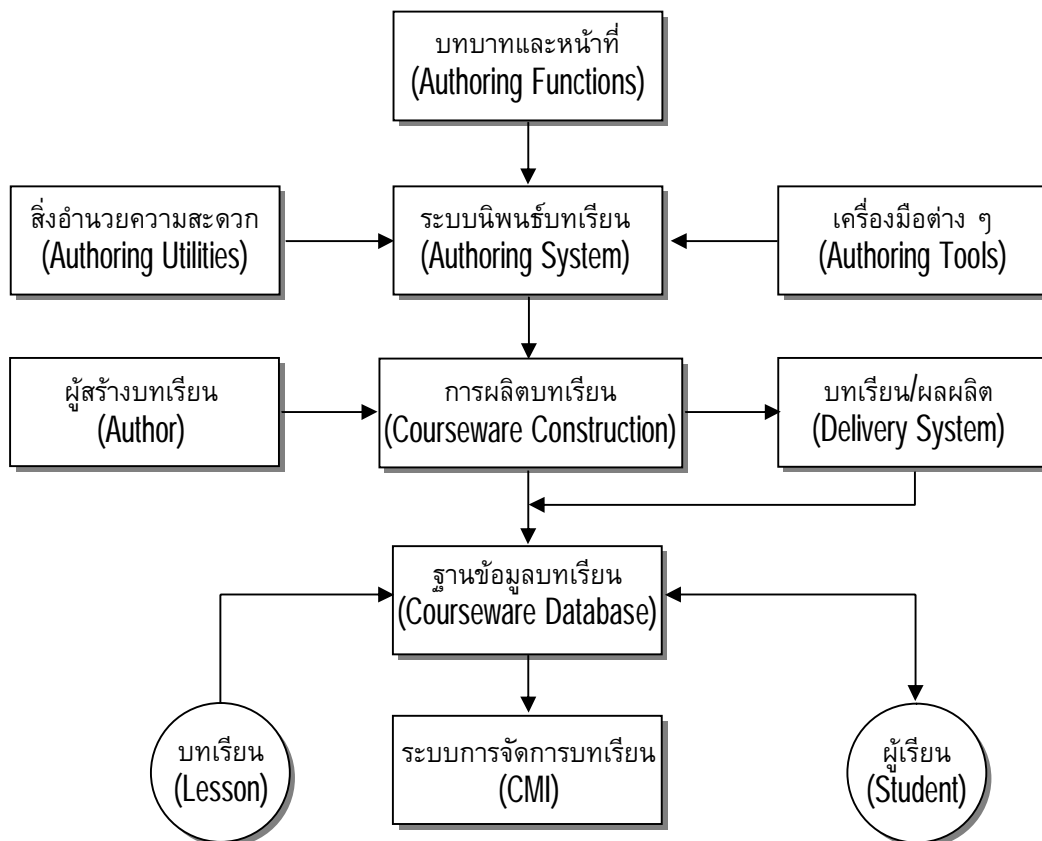 บทบาทและหน้าที่
(Authoring Functions)
สิ่งอำนวยความสะดวก
(Authoring Utilities)
ระบบนิพนธ์บทเรียน
(Authoring System)
เครื่องมือต่าง ๆ
(Authoring Tools)
ผู้สร้างบทเรียน
(Author)
การผลิตบทเรียน
(Courseware Construction)
บทเรียน/ผลผลิต
(Delivery System)
ฐานข้อมูลบทเรียน
(Courseware Database)
บทเรียน
(Lesson)
ระบบการจัดการบทเรียน
(CMI)
ผู้เรียน
(Student)